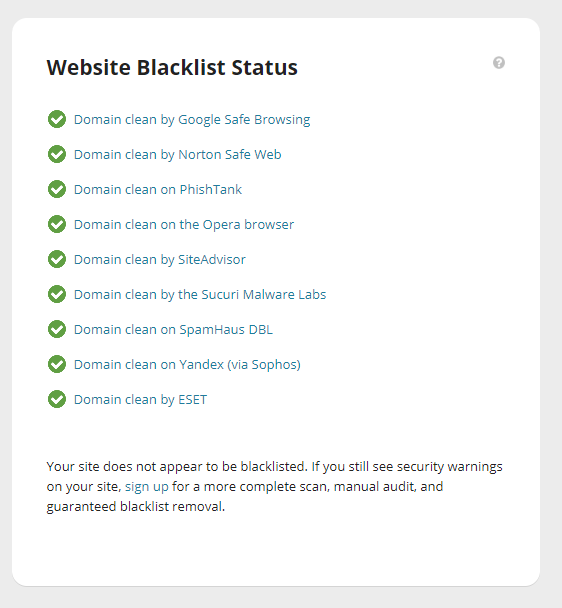 Website Blacklist Status
?
Domain clean by Google Safe Browsing
Domain clean by Norton Safe Web
Domain clean on PhishTank
Domain clean on the Opera browser
Domain clean by SiteAdvisor
Domain clean by the Sucuri Malware Labs
Domain clean on SpamHaus DBL
Domain clean on Yandex (via Sophos)
Domain clean by ESET
Your site does not appear to be blacklisted. If you still see security warnings
on your site, sign up for a more complete scan, manual audit, and
guaranteed blacklist removal.